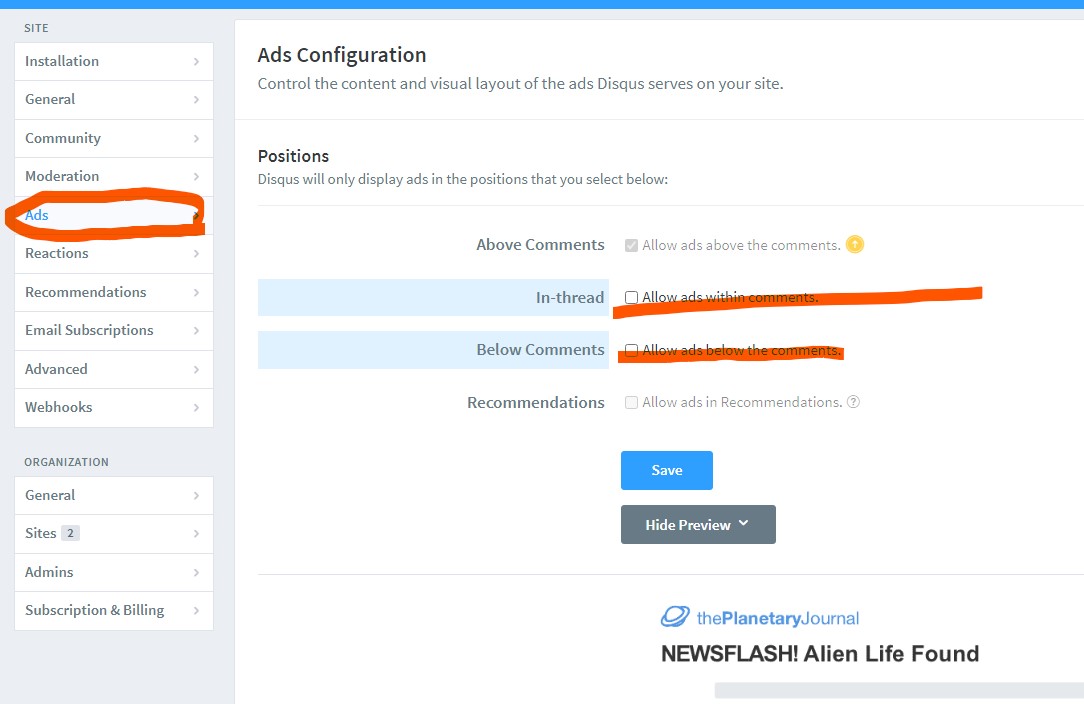 SITE
Installation
General
Community
Moderation
Ads
Reactions
Recommendations
Email Subscriptions
Advanced
Webhooks
ORGANIZATION
General
Sites 2
Admins
Subscription & Billing
Ads Configuration
Control the content and visual layout of the ads Disqus serves on your site.
Positions
Disqus will only display ads in the positions that you select below:
Above Comments Allow ads above the comments.
In-thread Allow ads within comments.
Below Comments Allow ads below the comments.
Recommendations Allow ads in Recommendations. ?
Save
Hide Preview
thePlanetaryJournal
NEWSFLASH! Alien Life Found